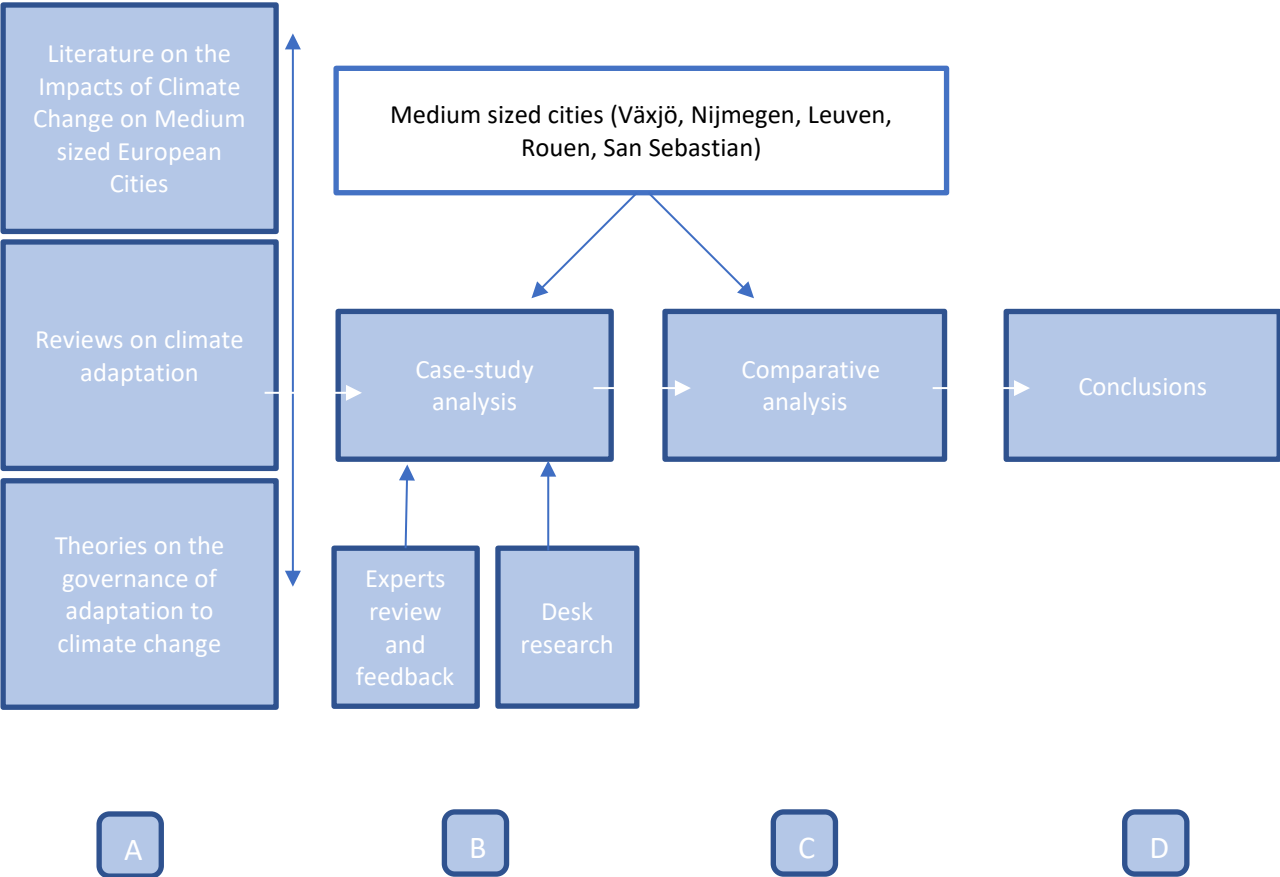 Literature on the
Impacts of Climate
Change on Medium
sized European
Cities
Reviews on climate
adaptation
Theories on the
governance of
adaptation to
climate change
Medium sized cities (Växjö, Nijmegen, Leuven,
Rouen, San Sebastian)
Case-study
analysis
Comparative
analysis
Conclusions
Experts
review
and
feedback
Desk
research
A
B
C
D